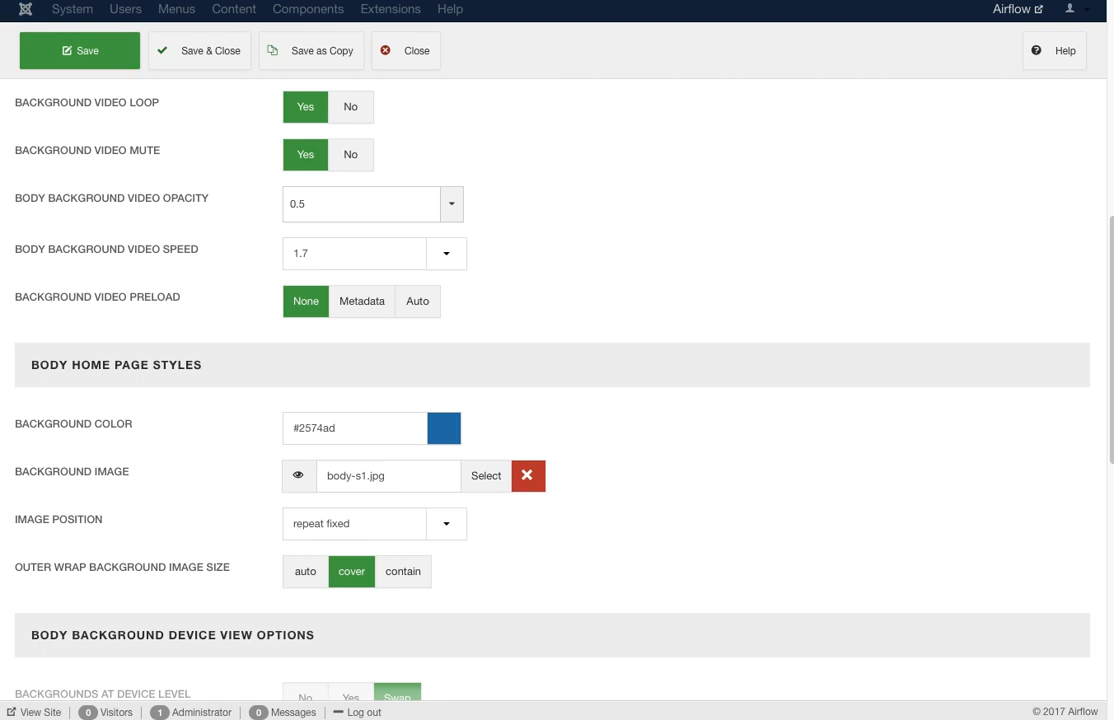 System Users Menus Content Components Extensions Help Airflow
Save Save & Close Save as Copy Close Help
BACKGROUND VIDEO LOOP Yes No
BACKGROUND VIDEO MUTE Yes No
BODY BACKGROUND VIDEO OPACITY 0.5
BODY BACKGROUND VIDEO SPEED 1.7
BACKGROUND VIDEO PRELOAD None Metadata Auto
BODY HOME PAGE STYLES
BACKGROUND COLOR #2574ad
BACKGROUND IMAGE body-s1.jpg Select
IMAGE POSITION repeat fixed
OUTER WRAP BACKGROUND IMAGE SIZE auto cover contain
BODY BACKGROUND DEVICE VIEW OPTIONS
BACKGROUNDS AT DEVICE LEVEL No Yes Swap
View Site 0 Visitors 1 Administrator 0 Messages Log out © 2017 Airflow